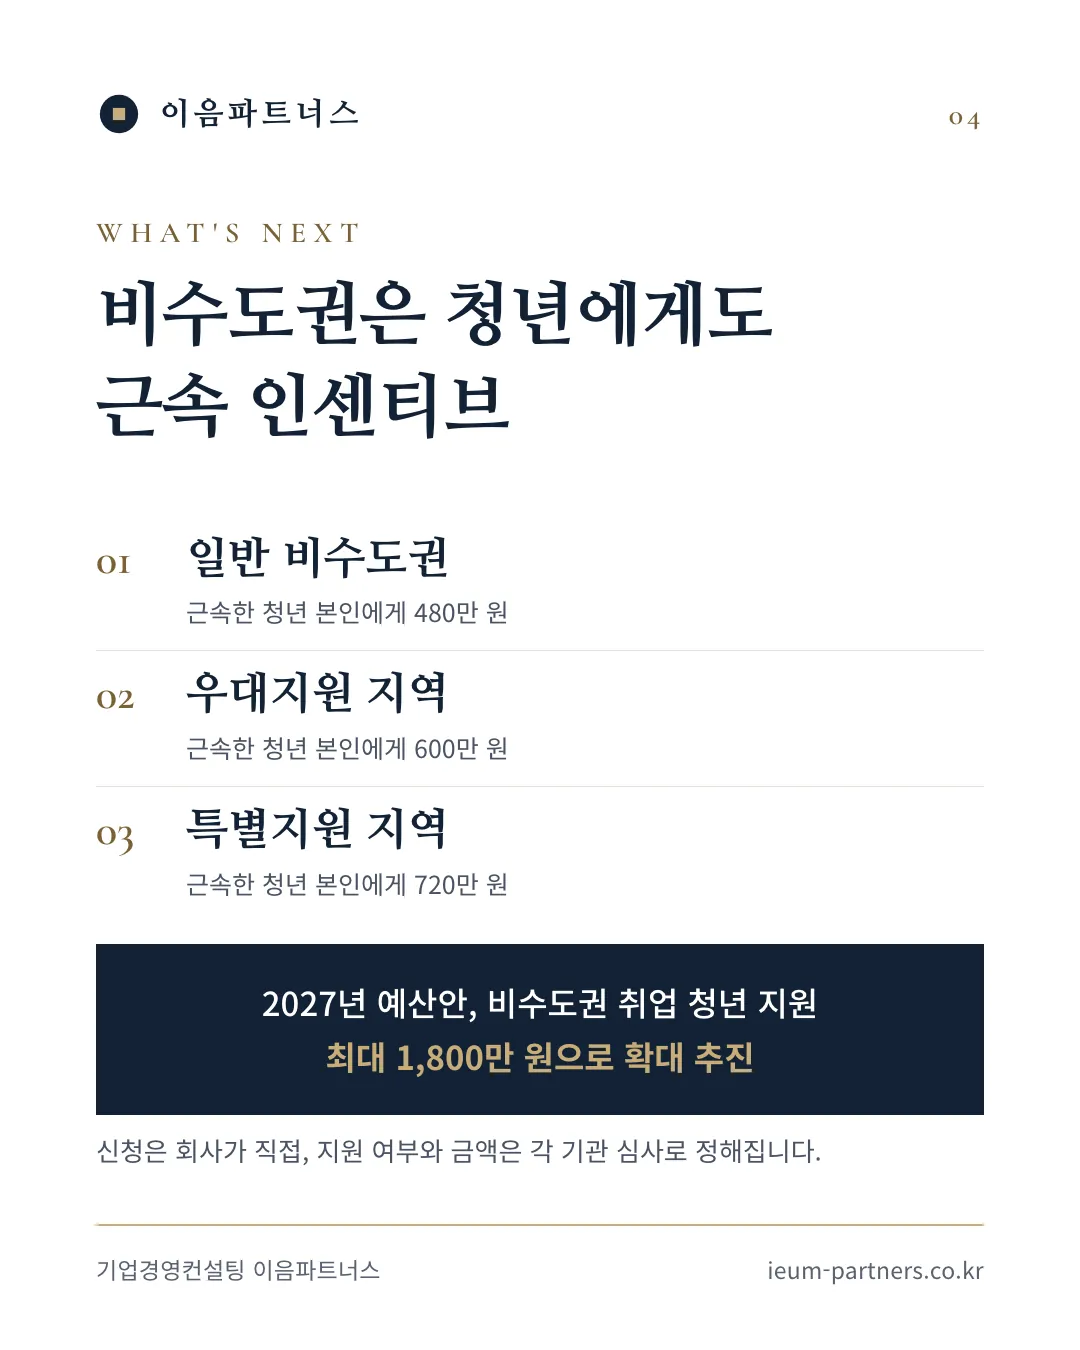 이음파트너스
04
WHAT'S NEXT
비수도권은 청년에게도
근속 인센티브
01 일반 비수도권
근속한 청년 본인에게 480만 원
02 우대지원 지역
근속한 청년 본인에게 600만 원
03 특별지원 지역
근속한 청년 본인에게 720만 원
2027년 예산안, 비수도권 취업 청년 지원
최대 1,800만 원으로 확대 추진
신청은 회사가 직접, 지원 여부와 금액은 각 기관 심사로 정해집니다.
기업경영컨설팅 이음파트너스
ieum-partners.co.kr